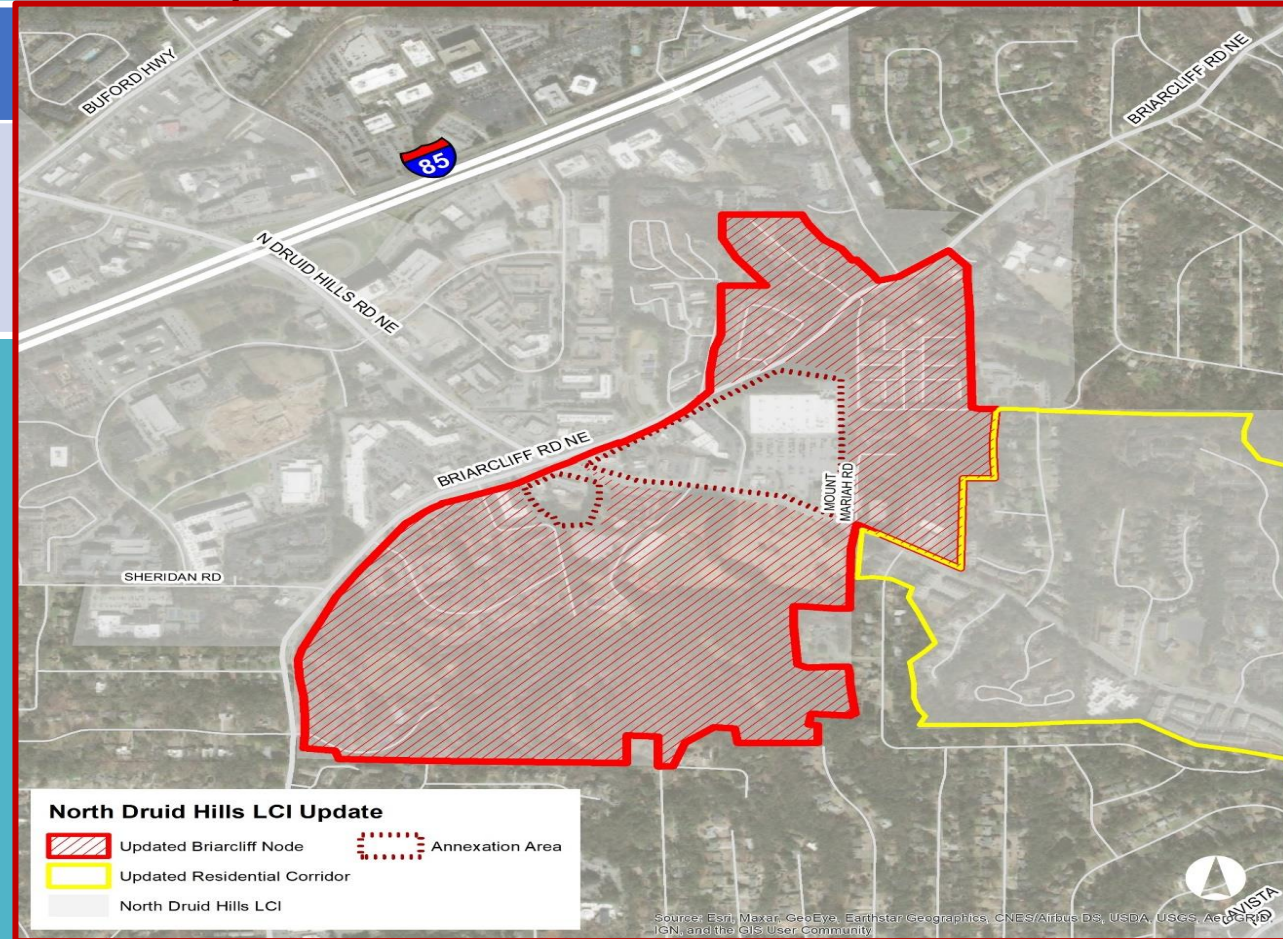 BUFORD HWY
BRIARCLIFF RD NE
85
N DRUID HILLS RD NE
BRIARCLIFF RD NE
MOUNT
MARIAH RD
SHERIDAN RD
North Druid Hills LCI Update
Updated Briarcliff Node
Annexation Area
Updated Residential Corridor
North Druid Hills LCI
Source: Esri, Maxar, GeoEye, Earthstar Geographics, CNES/Airbus DS, USDA, USGS,
IGN, and the GIS User Community